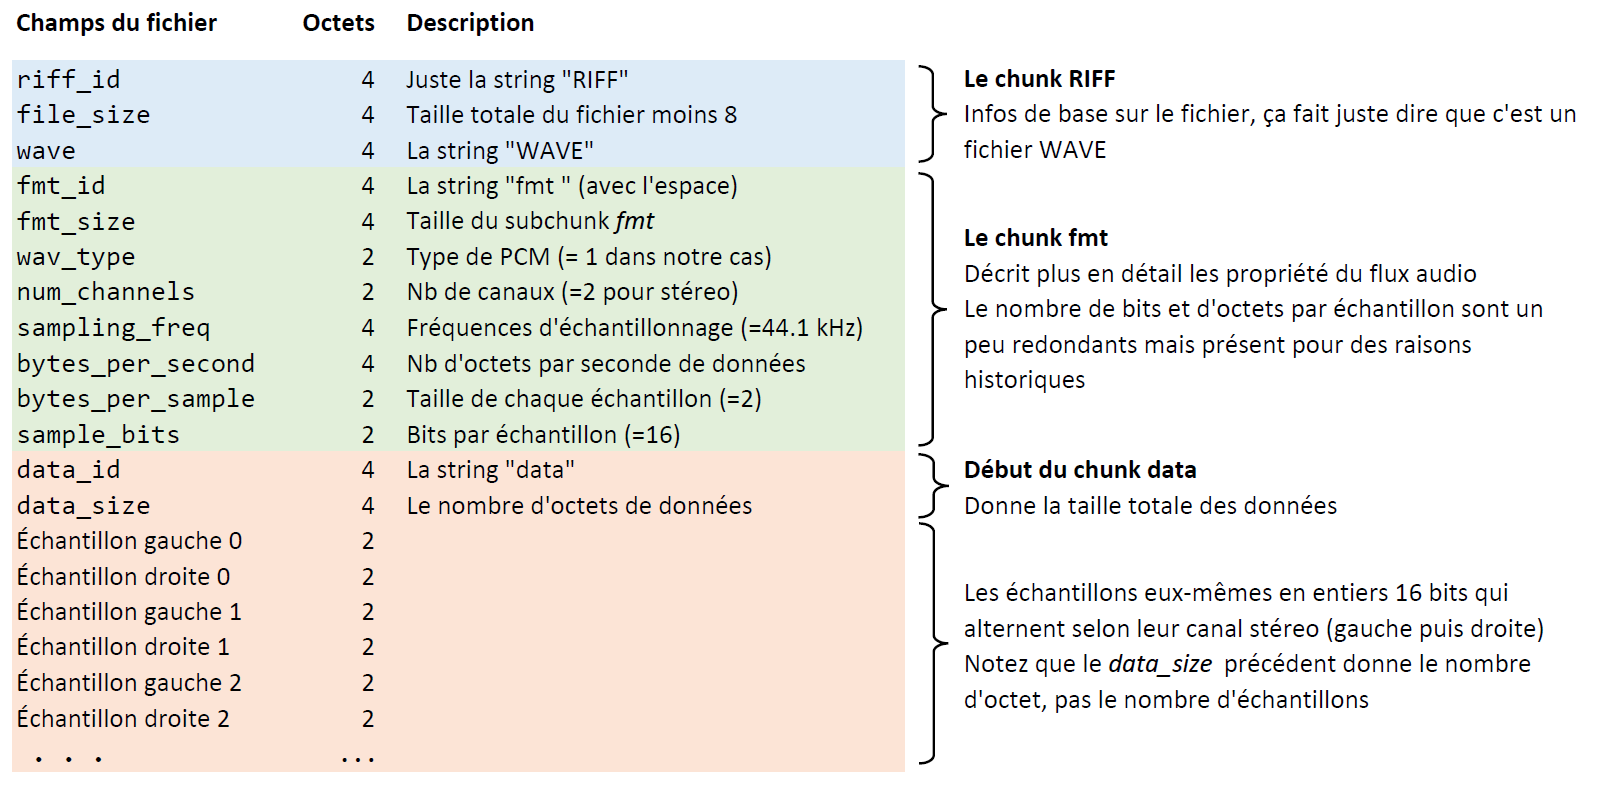 Champs du fichier Octets Description
riff_id 4 Juste la string "RIFF"
file_size 4 Taille totale du fichier moins 8
wave 4 La string "WAVE"
fmt_id 4 La string "fmt " (avec l'espace)
fmt_size 4 Taille du subchunk fmt
wav_type 2 Type de PCM (= 1 dans notre cas)
num_channels 2 Nb de canaux (=2 pour stéreo)
sampling_freq 4 Fréquences d'échantillonnage (=44.1 kHz)
bytes_per_second 4 Nb d'octets par seconde de données
bytes_per_sample 2 Taille de chaque échantillon (=2)
sample_bits 2 Bits par échantillon (=16)
data_id 4 La string "data"
data_size 4 Le nombre d'octets de données
Échantillon gauche 0 2
Échantillon droite 0 2
Échantillon gauche 1 2
Échantillon droite 1 2
Échantillon gauche 2 2
Échantillon droite 2 2
. . . ...
Le chunk RIFF
Infos de base sur le fichier, ça fait juste dire que c'est un
fichier WAVE
Le chunk fmt
Décrit plus en détail les propriété du flux audio
Le nombre de bits et d'octets par échantillon sont un
peu redondants mais présent pour des raisons
historiques
Début du chunk data
Donne la taille totale des données
Les échantillons eux-mêmes en entiers 16 bits qui
alternent selon leur canal stéreo (gauche puis droite)
Notez que le data_size précédent donne le nombre
d'octet, pas le nombre d'échantillons